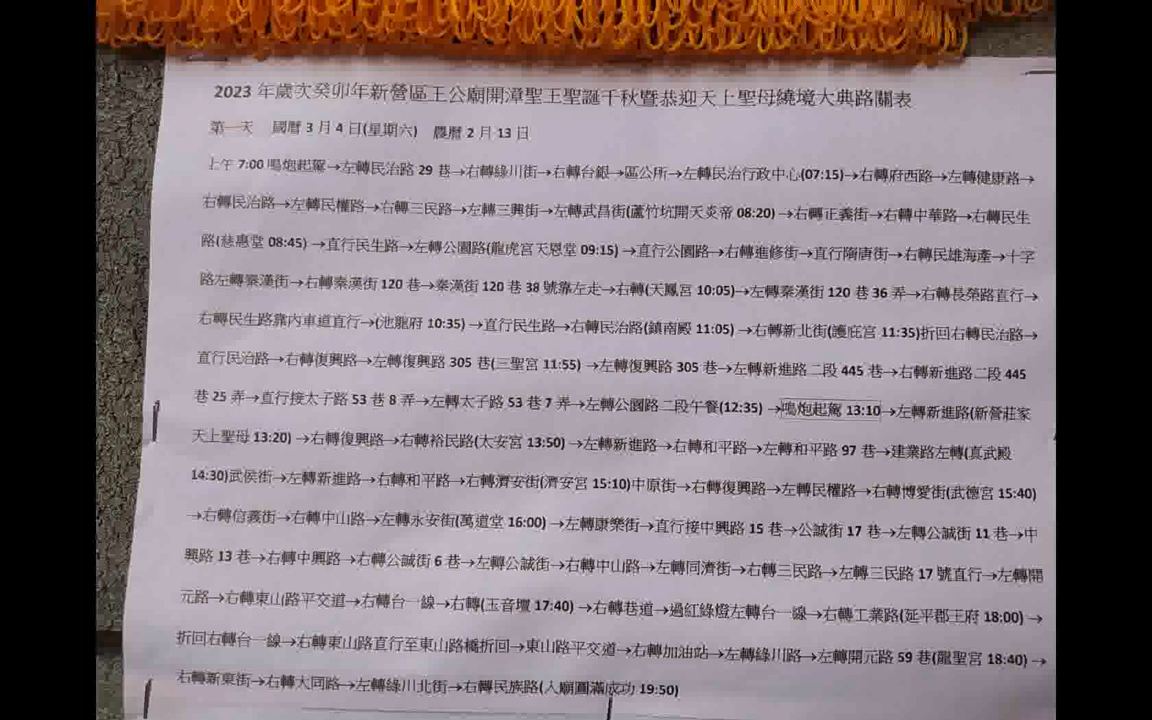 2023 年歲次癸卯年新營區王公廟開漳聖王聖誕千秋暨恭迎天上聖母繞境大典路關表
第一天 國曆 3 月 4 日(星期六) 農曆 2 月 13 日
上午 7:00 鳴炮起駕→左轉民治路 29 巷→右轉綠川街→右轉台銀→區公所→左轉民治行政中心(07:15)→右轉府西路→左轉健康路→
右轉民治路→左轉民權路→右轉三民路→左轉三興街→左轉武昌街(蘆竹坑開天炎帝 08:20) →右轉正義街→右轉中華路→右轉民生
路(慈惠堂 08:45) →直行民生路→左轉公園路(龍虎宮天恩堂 09:15) →直行公園路→右轉進修街→直行隋唐街→右轉民雄海產→十字
路左轉秦漢街→右轉秦漢街 120 巷→秦漢街 120 巷 38 號靠左走→右轉(天鳳宮 10:05)→左轉秦漢街 120 巷 36 弄→右轉長榮路直行→
右轉民生路靠內車道直行→(池龍府 10:35) →直行民生路→右轉民治路(鎮南殿 11:05) →右轉新北街(護庇宮 11:35)折回右轉民治路→
直行民治路→右轉復興路→左轉復興路 305 巷(三聖宮 11:55) →左轉復興路 305 巷→左轉新進路二段 445 巷→右轉新進路二段 445
巷 25 弄→直行接太子路 53 巷 8 弄→左轉太子路 53 巷 7 弄→左轉公園路二段午餐(12:35) →鳴炮起駕 13:10→左轉新進路(新營莊家
天上聖母 13:20) →右轉復興路→右轉裕民路(太安宮 13:50) →左轉新進路→右轉和平路→左轉和平路 97 巷→建業路左轉(真武殿
14:30)武侯街→左轉新進路→右轉和平路→右轉濟安街(濟安宮 15:10)中原街→右轉復興路→左轉民權路→右轉博愛街(武德宮 15:40)
→右轉信義街→右轉中山路→左轉永安街(萬道堂 16:00) →左轉康樂街→直行接中興路 15 巷→公誠街 17 巷→左轉公誠街 11 巷→中
興路 13 巷→右轉中興路→右轉公誠街 6 巷→左轉公誠街→右轉中山路→左轉同濟街→右轉三民路→左轉三民路 17 號直行→左轉開
元路→右轉東山路平交道→右轉台一線→右轉(玉音壇 17:40) →右轉巷道→過紅綠燈左轉台一線→右轉工業路(延平郡王府 18:00) →
折回右轉台一線→右轉東山路直行至東山路橋折回→東山路平交道→右轉加油站→左轉綠川路→左轉開元路 59 巷(龍聖宮 18:40) →
右轉新東街→右轉大同路→左轉綠川北街→右轉民族路(入廟圓滿成功 19:50)